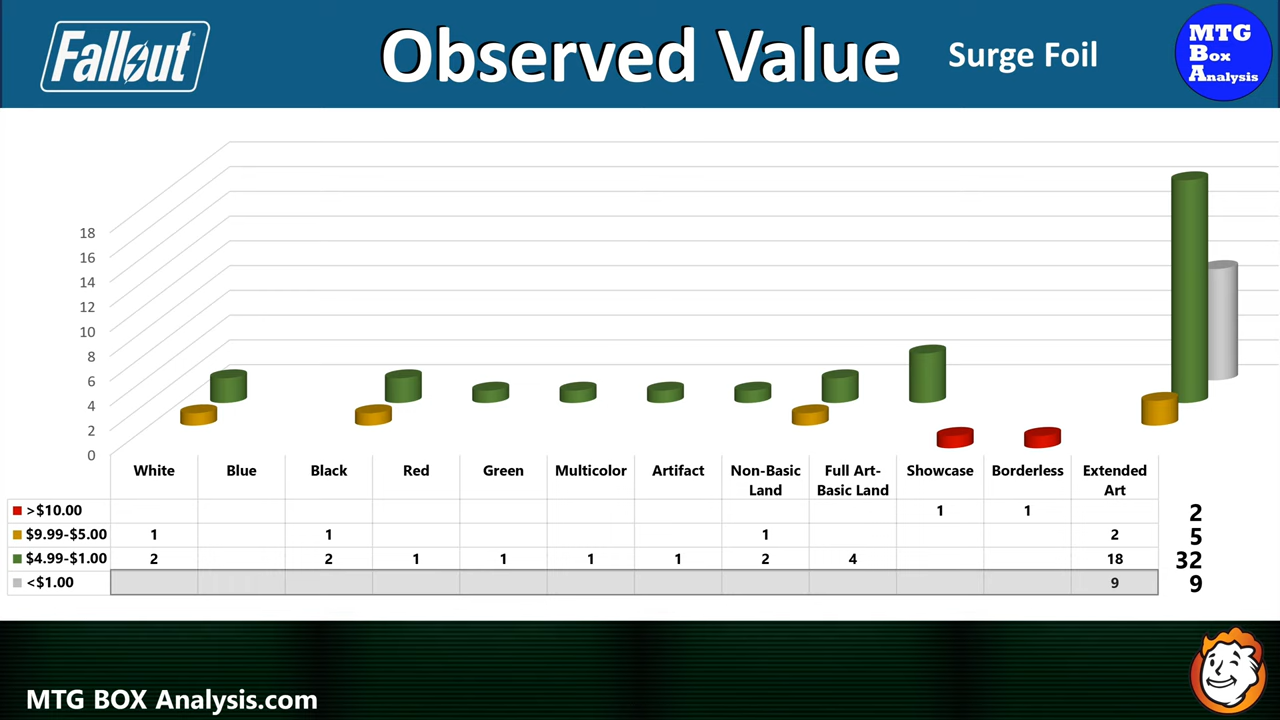 Fallout
Observed Value
Surge Foil
MTG
Box
Analysis
18
16
14
12
10
8
6
4
2
0
White Blue Black Red Green Multicolor Artifact Non-Basic Land Full Art-Basic Land Showcase Borderless Extended Art
>$10.00 1 1 2
$9.99-$5.00 1 1 1 2 5
$4.99-$1.00 2 2 1 1 1 1 2 4 18 32
<$1.00 9 9
MTG BOX Analysis.com